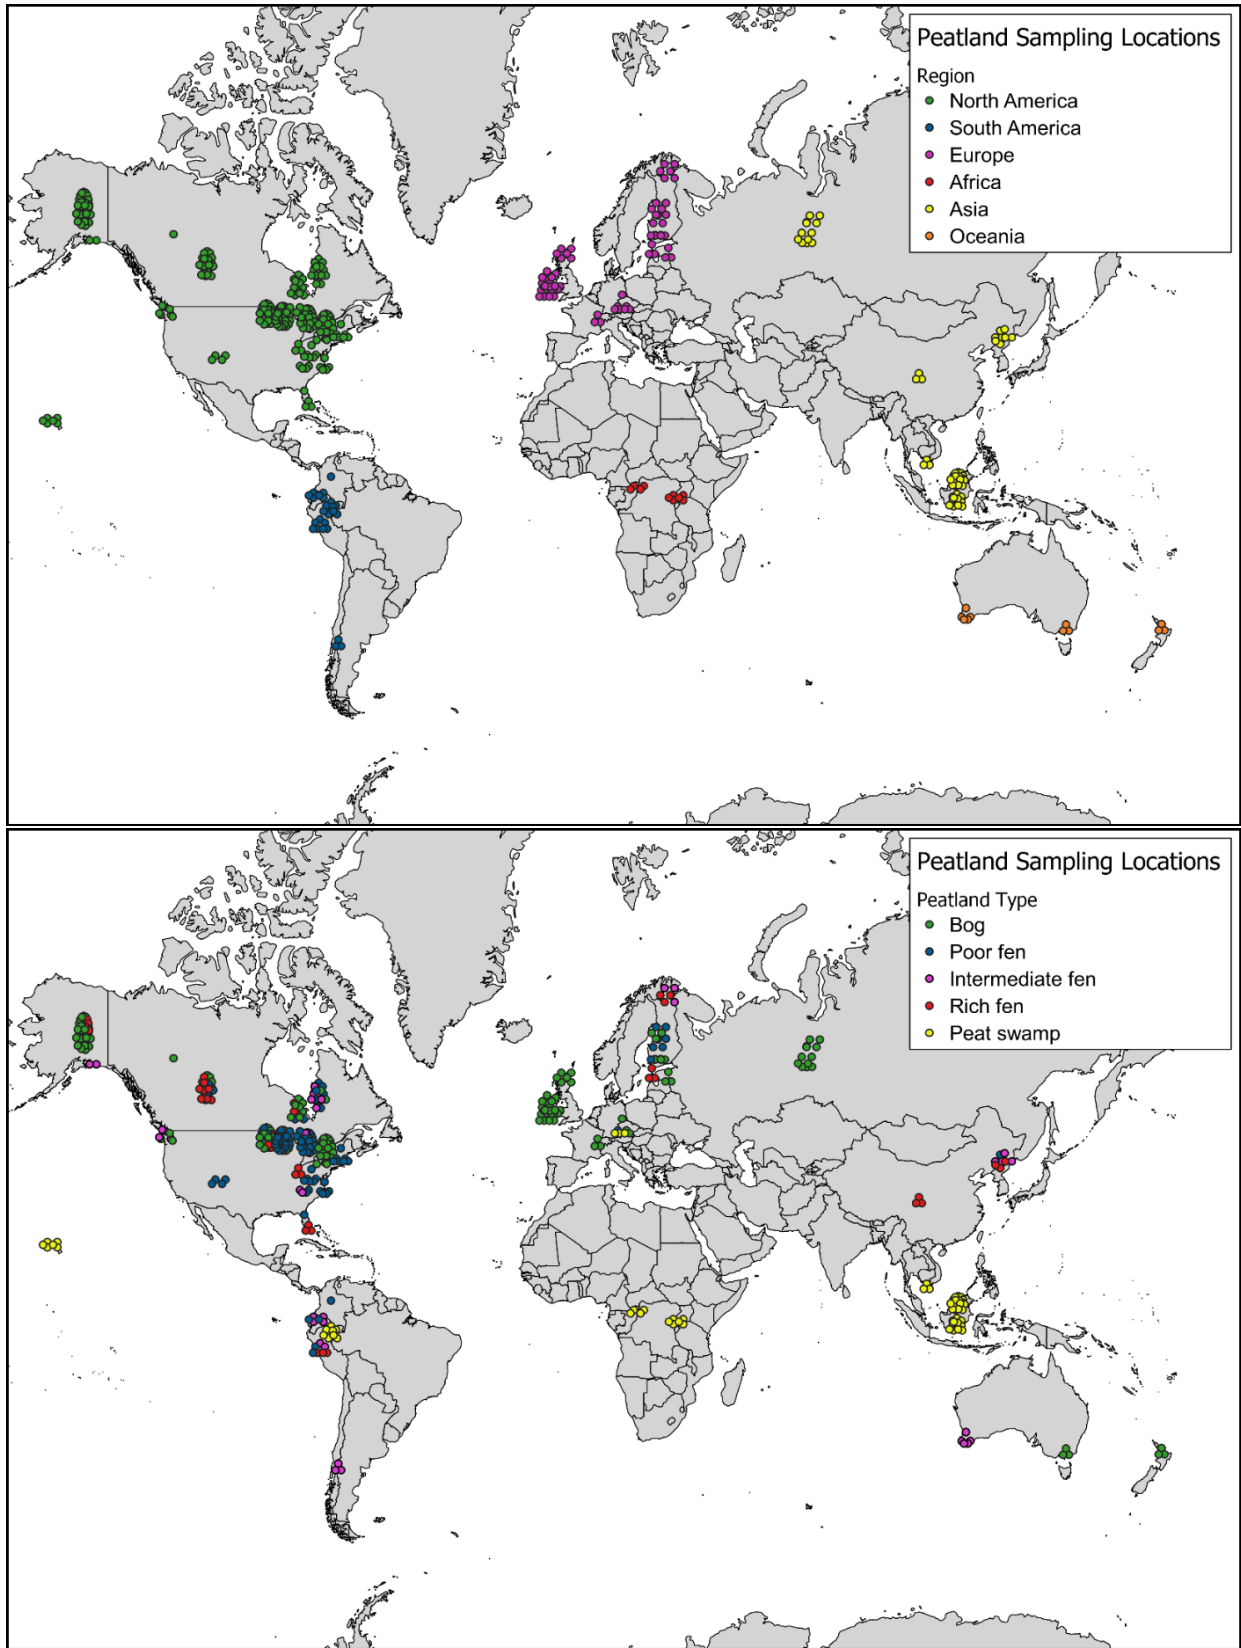 Peatland Sampling Locations
Region
North America
South America
Europe
Africa
Asia
Oceania
Peatland Sampling Locations
Peatland Type
Bog
Poor fen
Intermediate fen
Rich fen
Peat swamp